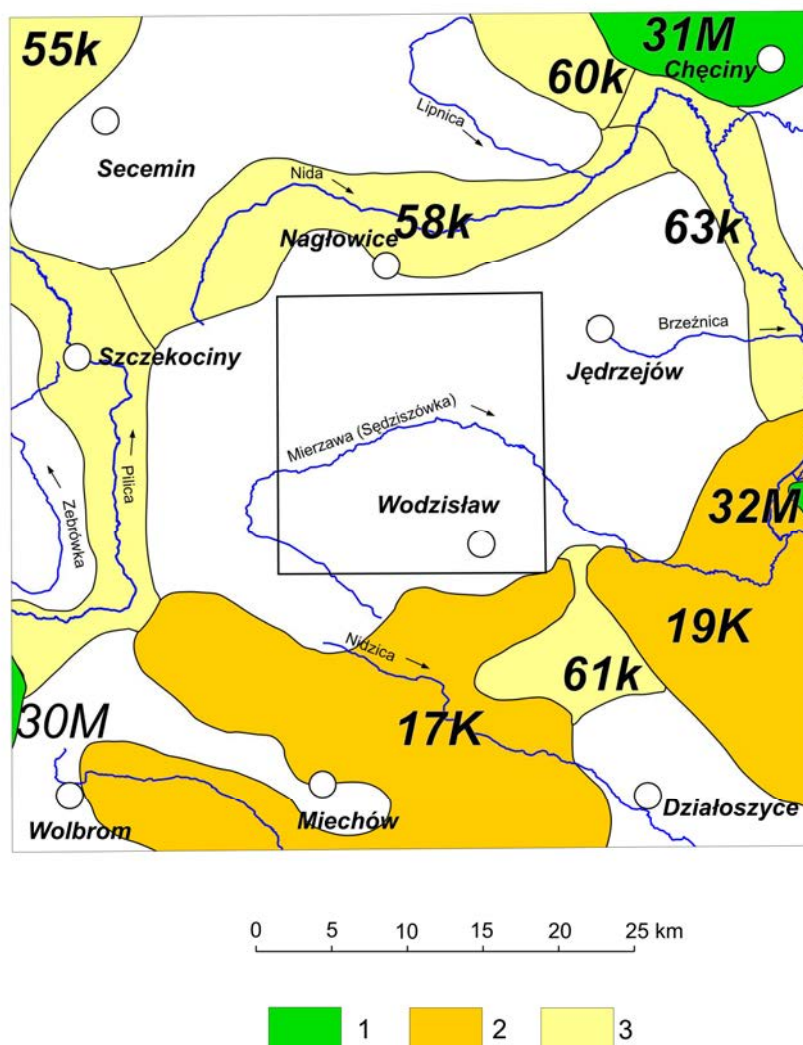 55k
31M
Chęciny
60k
Lipnica
Secemin
Nida
58k
63k
Nagłowice
Brzeźnica
Szczekociny
Jędrzejów
Mierzawa (Sędziszówka)
Pilica
Żebrówka
Wodzisław
32M
19K
Nidzica
61k
30M
17K
Wolbrom
Miechów
Działoszyce
0 5 10 15 20 25 km
1 2 3